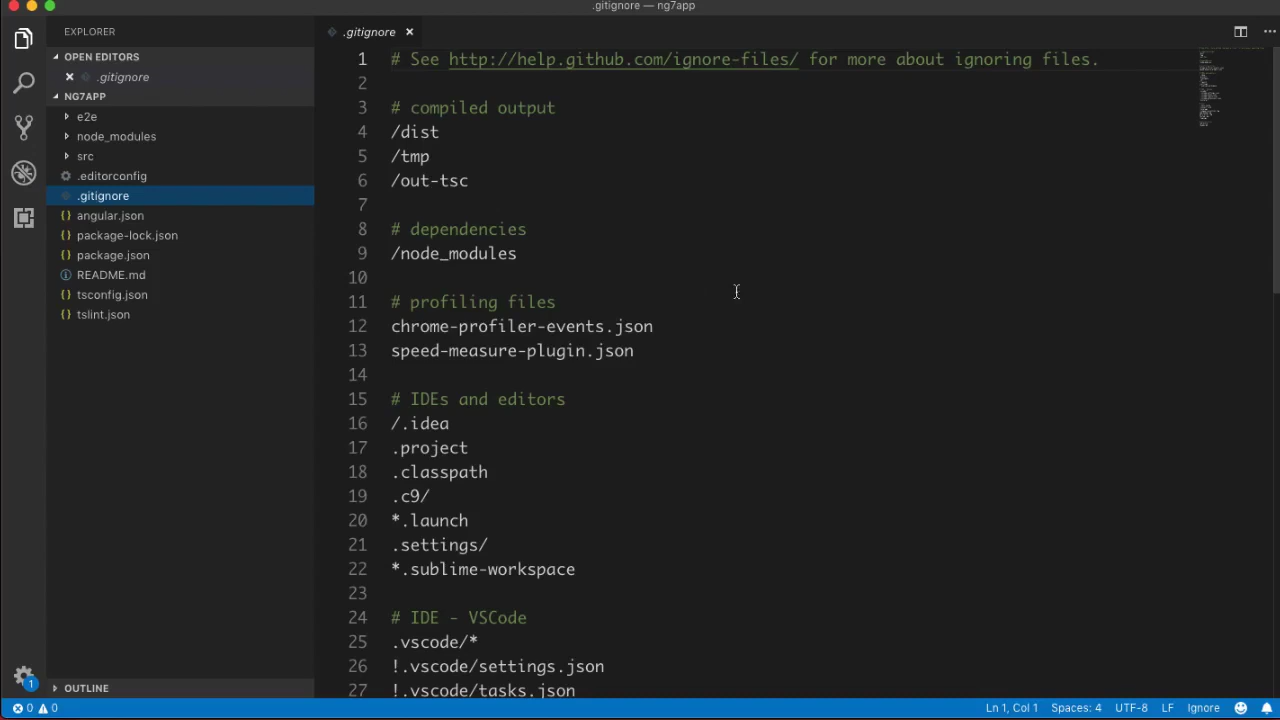 .gitignore — ng7app
EXPLORER
OPEN EDITORS
.gitignore
NG7APP
e2e
node_modules
src
.editorconfig
.gitignore
angular.json
package-lock.json
package.json
README.md
tsconfig.json
tslint.json
OUTLINE
.gitignore
1 # See http://help.github.com/ignore-files/ for more about ignoring files.
2
3 # compiled output
4 /dist
5 /tmp
6 /out-tsc
7
8 # dependencies
9 /node_modules
10
11 # profiling files
12 chrome-profiler-events.json
13 speed-measure-plugin.json
14
15 # IDEs and editors
16 /.idea
17 .project
18 .classpath
19 .c9/
20 *.launch
21 .settings/
22 *.sublime-workspace
23
24 # IDE - VSCode
25 .vscode/*
26 !.vscode/settings.json
27 !.vscode/tasks.json
1
0 0 Ln 1, Col 1 Spaces: 4 UTF-8 LF Ignore